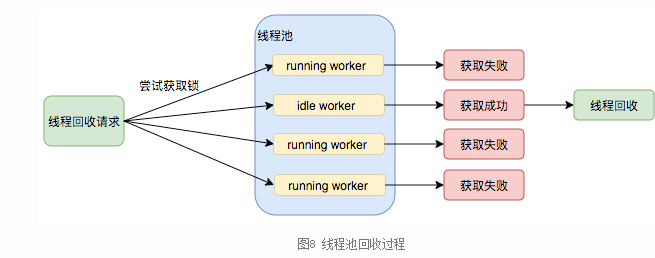 线程池
running worker
获取失败
尝试获取锁
idle worker
获取成功
线程回收
线程回收请求
running worker
获取失败
running worker
获取失败
图8 线程池回收过程